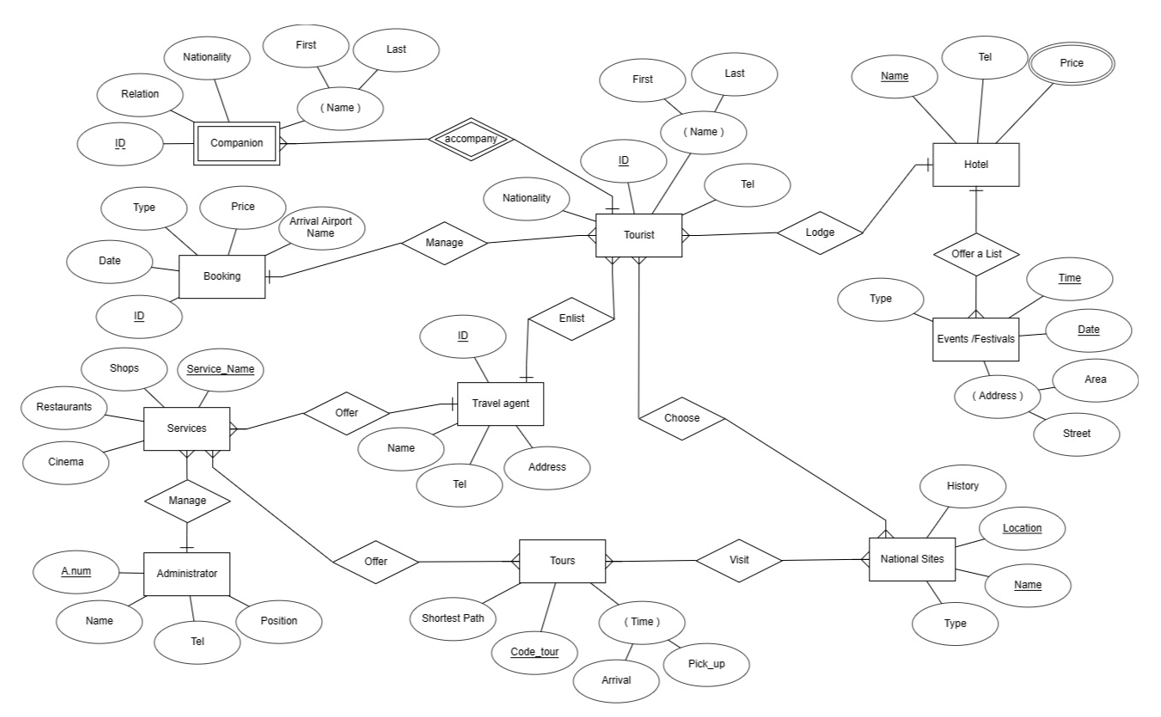 First
Last
Nationality
( Name )
Relation
ID
Companion
accompany
First
Last
( Name )
ID
Nationality
Tel
Tourist
Name
Tel
Price
Hotel
Lodge
Offer a List
Type
Price
Arrival Airport
Name
Date
Booking
ID
Manage
Enlist
Type
Time
Events /Festivals
Date
( Address )
Area
Street
Shops
Service_Name
Restaurants
Services
Cinema
Offer
ID
Travel agent
Name
Tel
Address
Choose
Manage
A.num
Administrator
Name
Tel
Position
Offer
Tours
Shortest Path
Code_tour
( Time )
Arrival
Pick_up
Visit
History
Location
National Sites
Name
Type